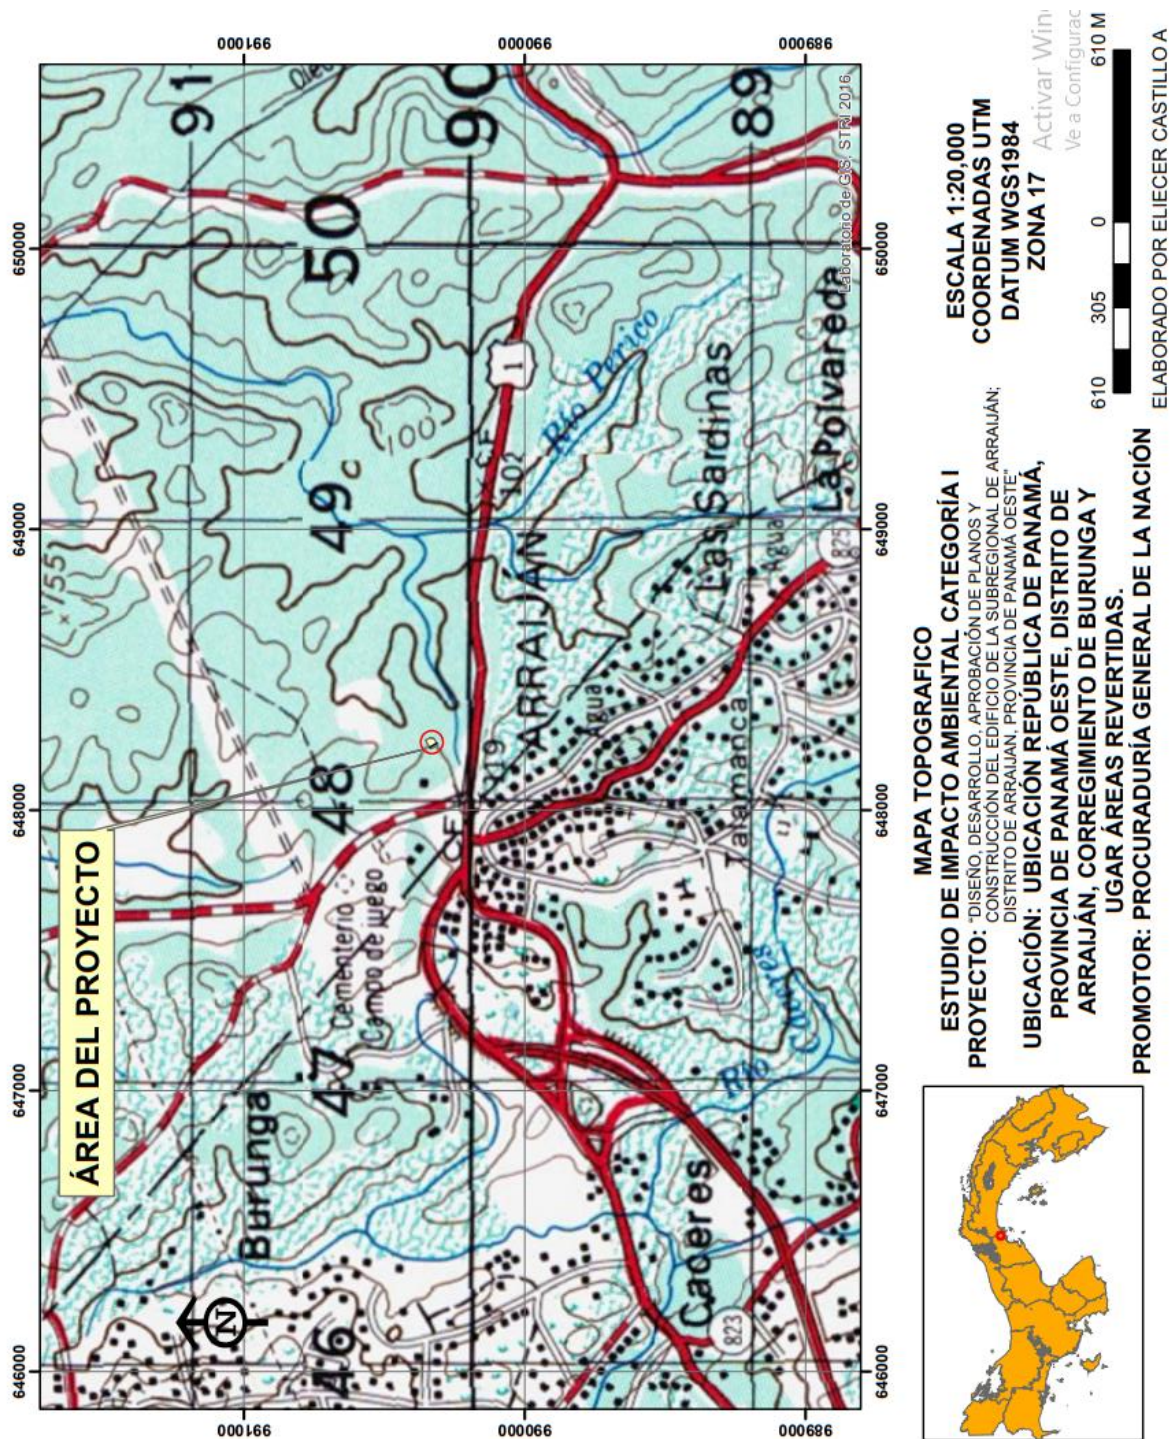 646000
647000
648000
649000
650000
991000
990000
989000
ÁREA DEL PROYECTO
Burunga
Cementerio
Campo de juego
155
100
91
90
89
46
47
48
49
50
1
102
119
ARRAIJÁN
Río Perico
Agua
Agua
Las Sardinas
La Polvareda
825
Talamanca
Río Cáceres
Caceres
823
N
Laboratorio de GIS, STRI 2016
MAPA TOPOGRAFICO
ESTUDIO DE IMPACTO AMBIENTAL CATEGORÍA I
PROYECTO: "DISEÑO, DESARROLLO, APROBACIÓN DE PLANOS Y
CONSTRUCCIÓN DEL EDIFICIO DE LA SUBREGIONAL DE ARRAIJÁN;
DISTRITO DE ARRAIJÁN, PROVINCIA DE PANAMÁ OESTE"
UBICACIÓN: UBICACIÓN REPÚBLICA DE PANAMÁ,
PROVINCIA DE PANAMÁ OESTE, DISTRITO DE
ARRAIJÁN, CORREGIMIENTO DE BURUNGA Y
UGAR ÁREAS REVERTIDAS.
PROMOTOR: PROCURADURÍA GENERAL DE LA NACIÓN
ESCALA 1:20,000
COORDENADAS UTM
DATUM WGS1984
ZONA 17
Activar Win
Ve a Configurac
610 305 0 610 M
ELABORADO POR ELIECER CASTILLO A